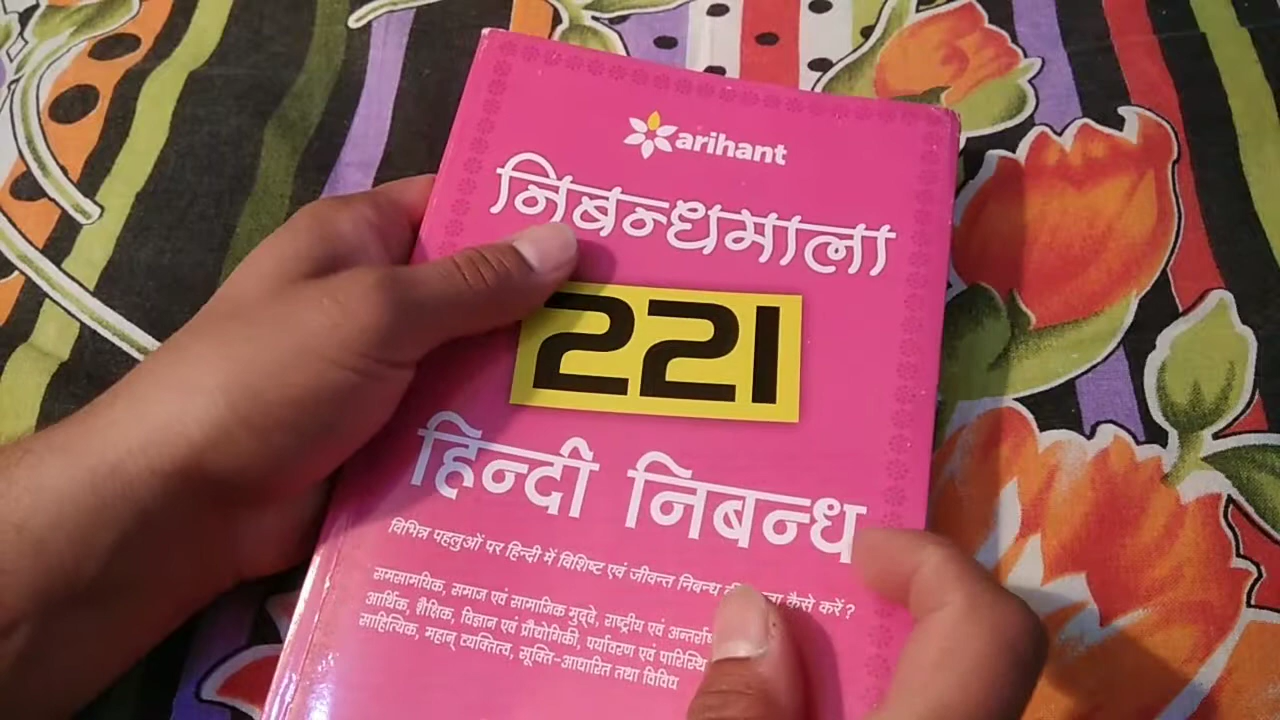 arihant
निबन्धमाला
221
हिन्दी निबन्ध
विभिन्न पहलुओं पर हिन्दी में विशिष्ट एवं जीवन्त निबन्ध कैसे करें ?
समसामयिक, समाज एवं सामाजिक मुद्दे, राष्ट्रीय एवं
आर्थिक, शैक्षिक, विज्ञान एवं प्रौद्योगिकी, पर्यावरण एवं
साहित्यिक, महान् व्यक्तित्व, सूक्ति-आधारित तथा विविध